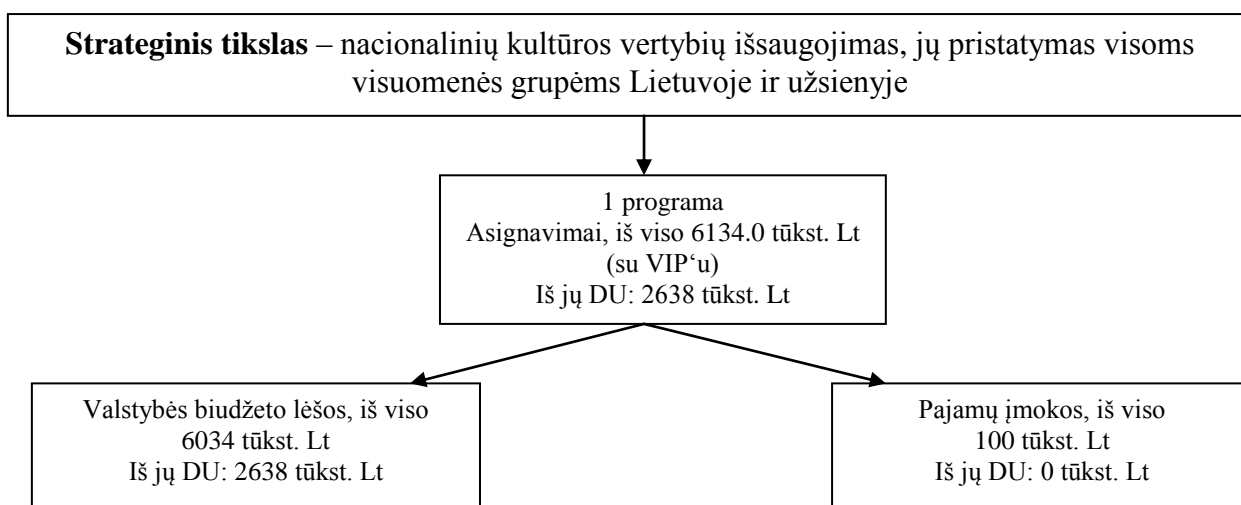 Strateginis tikslas – nacionalinių kultūros vertybių išsaugojimas, jų pristatymas visoms
visuomenės grupėms Lietuvoje ir užsienyje
1 programa
Asignavimai, iš viso 6134.0 tūkst. Lt
(su VIP‘u)
Iš jų DU: 2638 tūkst. Lt
Valstybės biudžeto lėšos, iš viso
6034 tūkst. Lt
Iš jų DU: 2638 tūkst. Lt
Pajamų įmokos, iš viso
100 tūkst. Lt
Iš jų DU: 0 tūkst. Lt